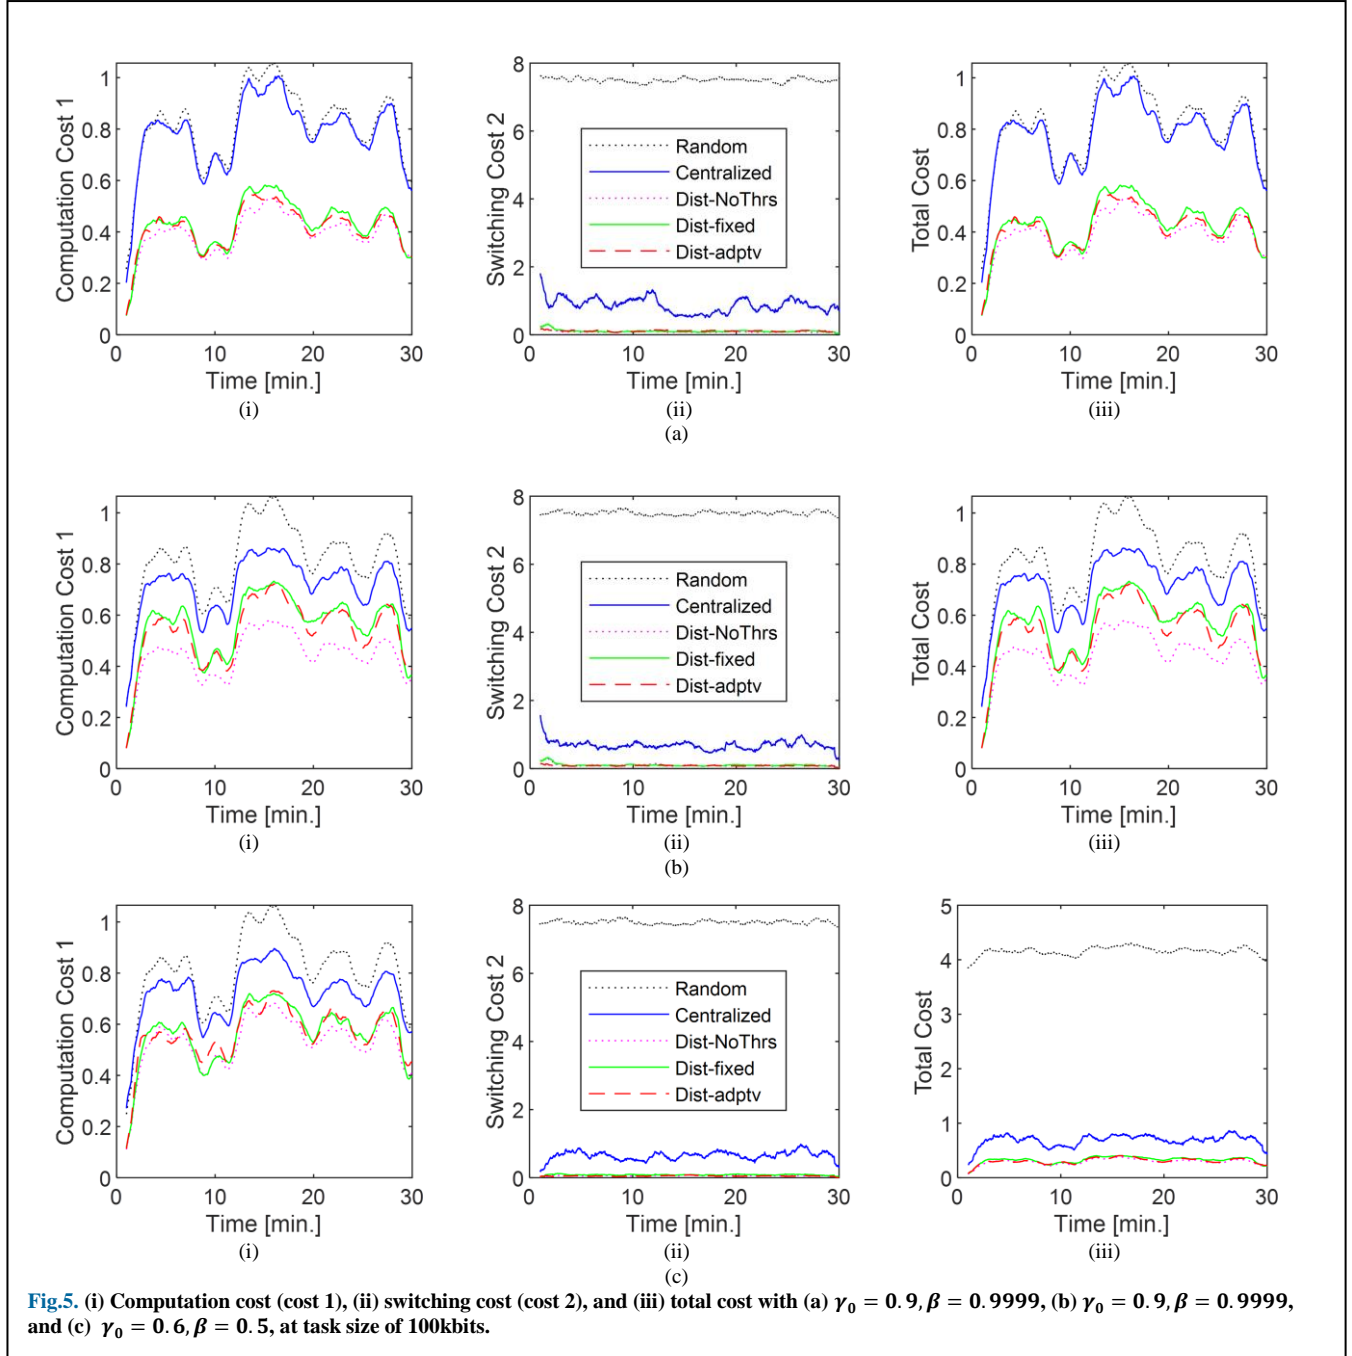 Computation Cost 1
1
0.8
0.6
0.4
0.2
0
0
10
20
30
Time [min.]
(i)
Switching Cost 2
8
6
4
2
0
Random
Centralized
Dist-NoThrs
Dist-fixed
Dist-adptv
0
10
20
30
Time [min.]
(ii)
(a)
Total Cost
1
0.8
0.6
0.4
0.2
0
0
10
20
30
Time [min.]
(iii)
Computation Cost 1
1
0.8
0.6
0.4
0.2
0
0
10
20
30
Time [min.]
(i)
Switching Cost 2
8
6
4
2
0
Random
Centralized
Dist-NoThrs
Dist-fixed
Dist-adptv
0
10
20
30
Time [min.]
(ii)
(b)
Total Cost
1
0.8
0.6
0.4
0.2
0
0
10
20
30
Time [min.]
(iii)
Computation Cost 1
1
0.8
0.6
0.4
0.2
0
0
10
20
30
Time [min.]
(i)
Switching Cost 2
8
6
4
2
0
Random
Centralized
Dist-NoThrs
Dist-fixed
Dist-adptv
0
10
20
30
Time [min.]
(ii)
(c)
Total Cost
5
4
3
2
1
0
0
10
20
30
Time [min.]
(iii)
Fig.5. (i) Computation cost (cost 1), (ii) switching cost (cost 2), and (iii) total cost with (a) γ₀ = 0.9, β = 0.9999, (b) γ₀ = 0.9, β = 0.9999,
and (c) γ₀ = 0.6, β = 0.5, at task size of 100kbits.